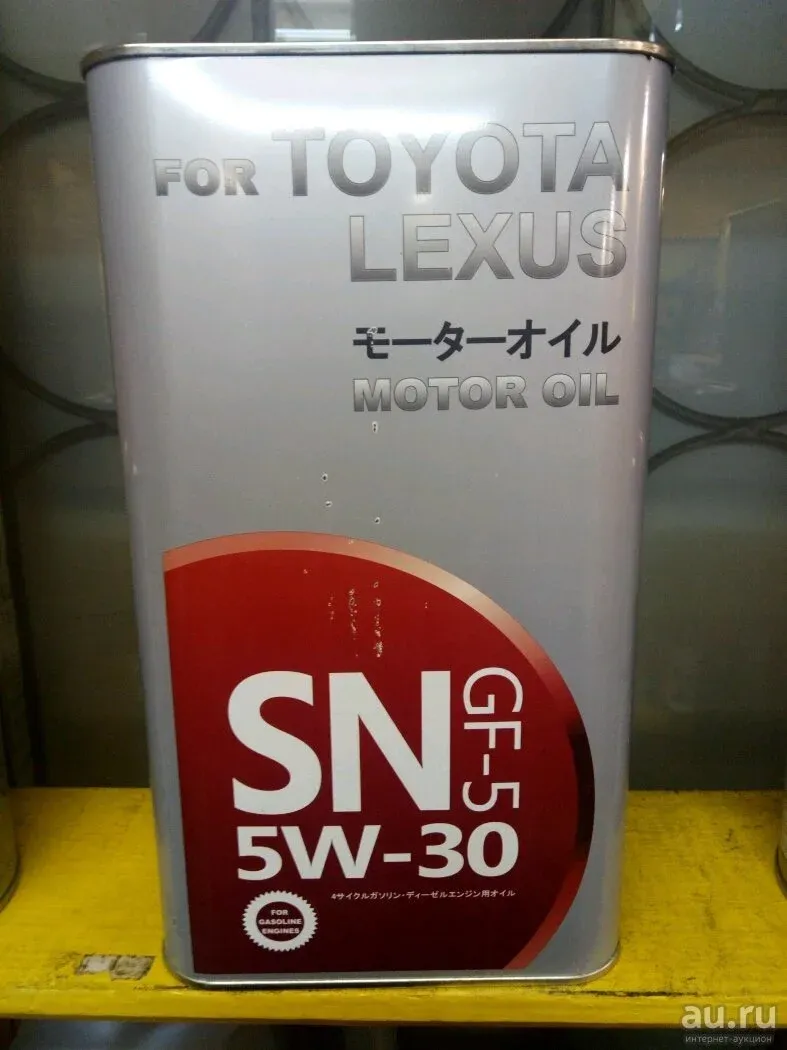 FOR TOYOTA
LEXUS
モーターオイル
MOTOR OIL
SN GF-5
5W-30
4サイクルガソリン・ディーゼルエンジン用オイル
FOR
GASOLINE
ENGINES
au.ru
интернет-аукцион